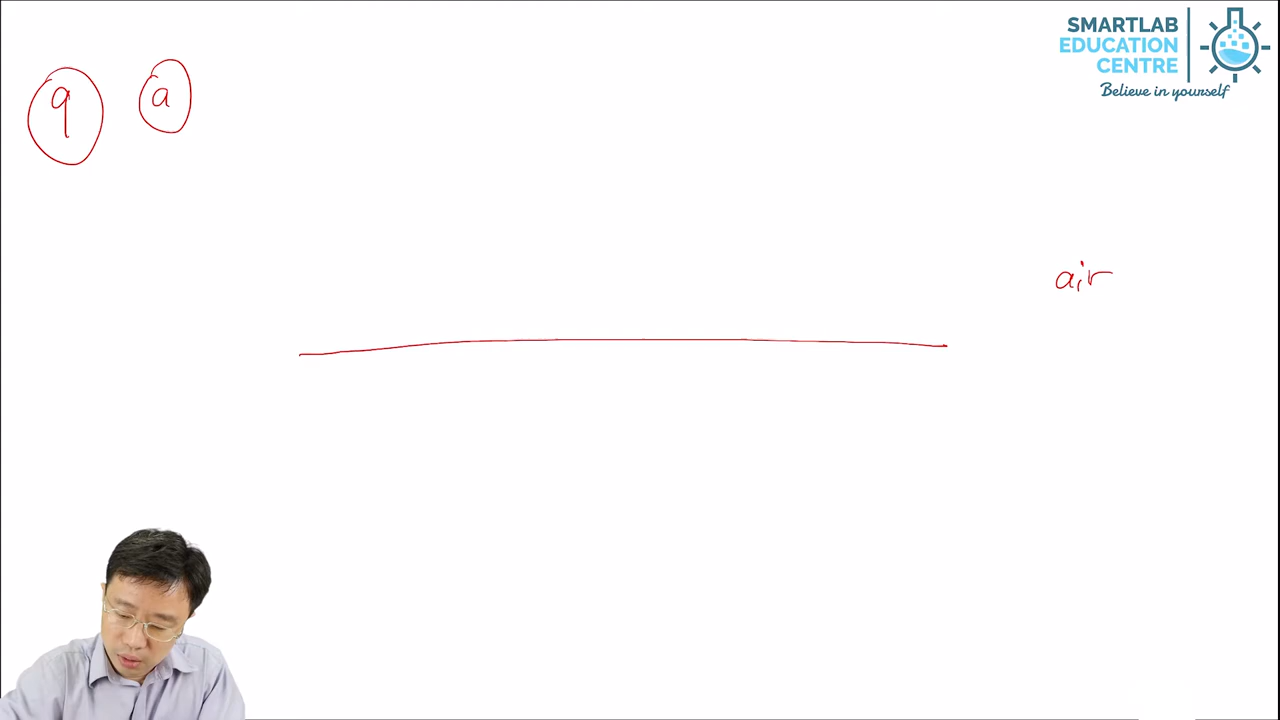 SMARTLAB
EDUCATION
CENTRE
Believe in yourself
9 a
air